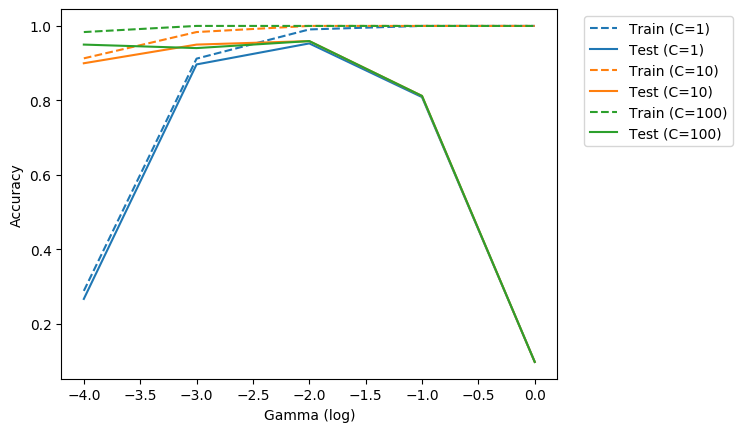 1.0
0.8
0.6
0.4
0.2
Accuracy
−4.0 −3.5 −3.0 −2.5 −2.0 −1.5 −1.0 −0.5 0.0
Gamma (log)
Train (C=1)
Test (C=1)
Train (C=10)
Test (C=10)
Train (C=100)
Test (C=100)